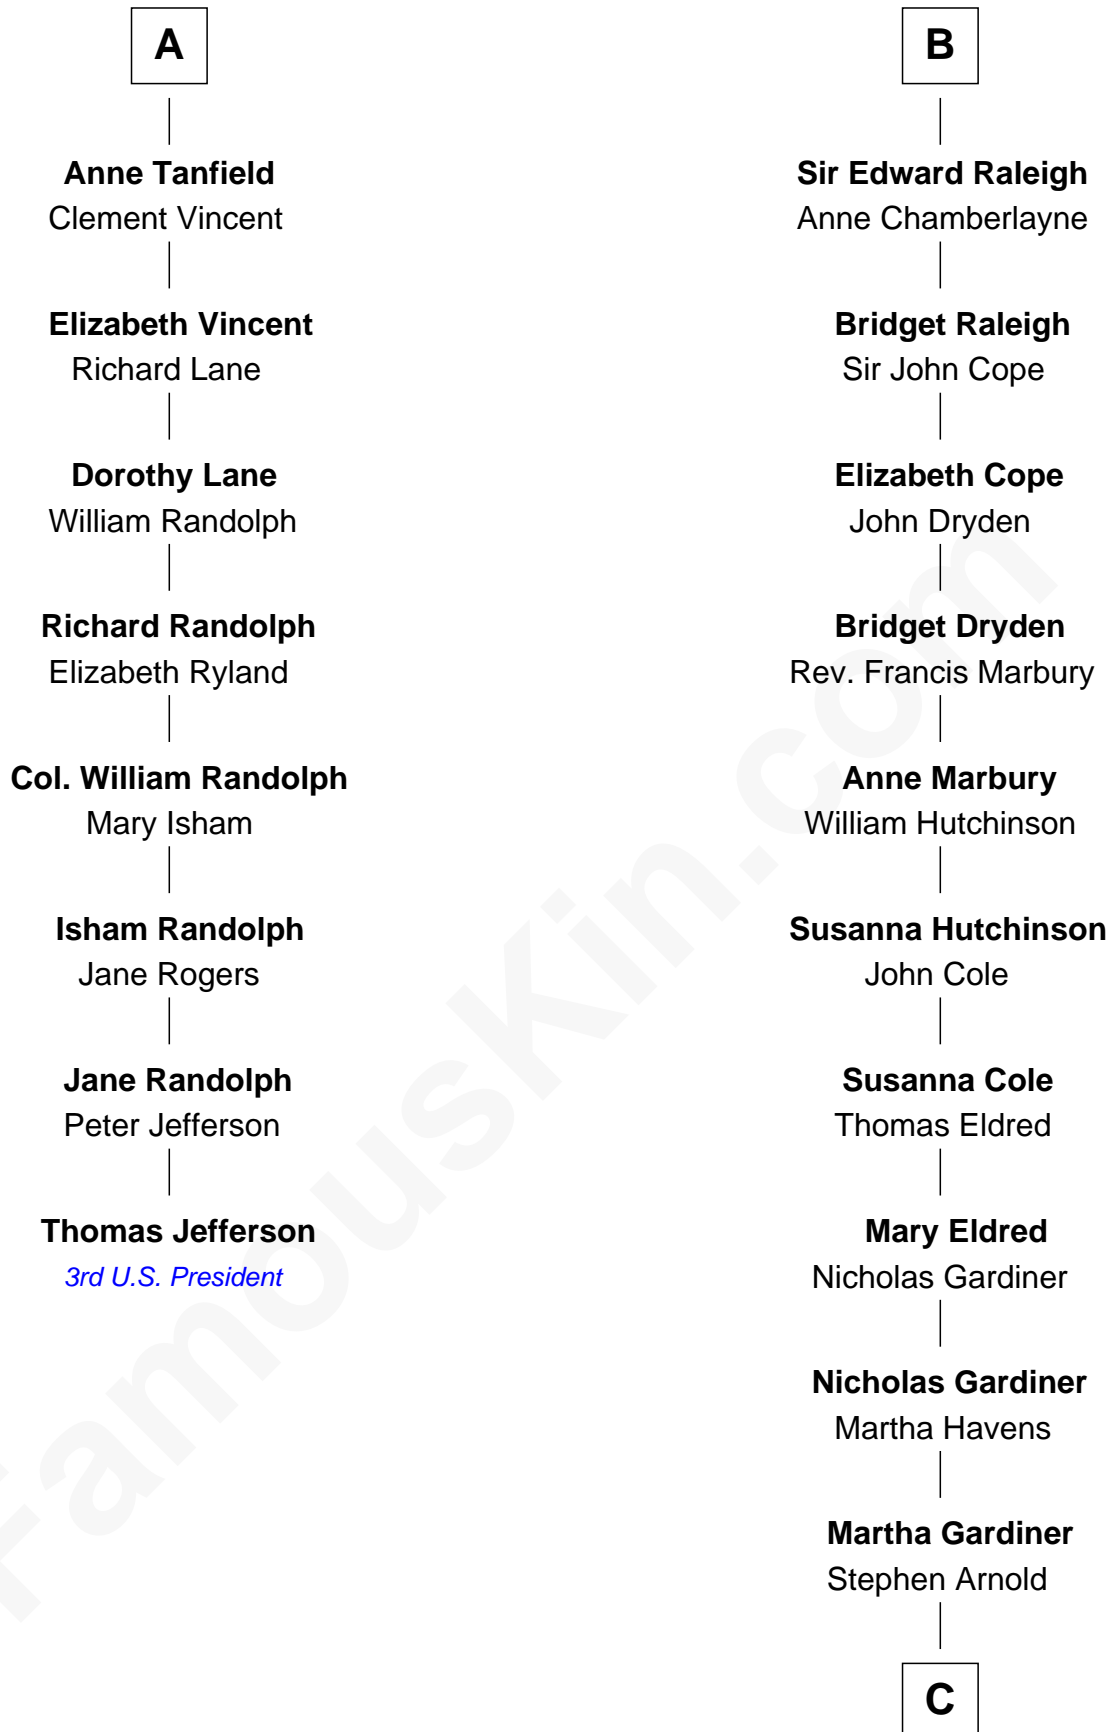 A
Anne Tanfield
Clement Vincent
Elizabeth Vincent
Richard Lane
Dorothy Lane
William Randolph
Richard Randolph
Elizabeth Ryland
Col. William Randolph
Mary Isham
Isham Randolph
Jane Rogers
Jane Randolph
Peter Jefferson
Thomas Jefferson
3rd U.S. President
B
Sir Edward Raleigh
Anne Chamberlayne
Bridget Raleigh
Sir John Cope
Elizabeth Cope
John Dryden
Bridget Dryden
Rev. Francis Marbury
Anne Marbury
William Hutchinson
Susanna Hutchinson
John Cole
Susanna Cole
Thomas Eldred
Mary Eldred
Nicholas Gardiner
Nicholas Gardiner
Martha Havens
Martha Gardiner
Stephen Arnold
C
FamousKin.com